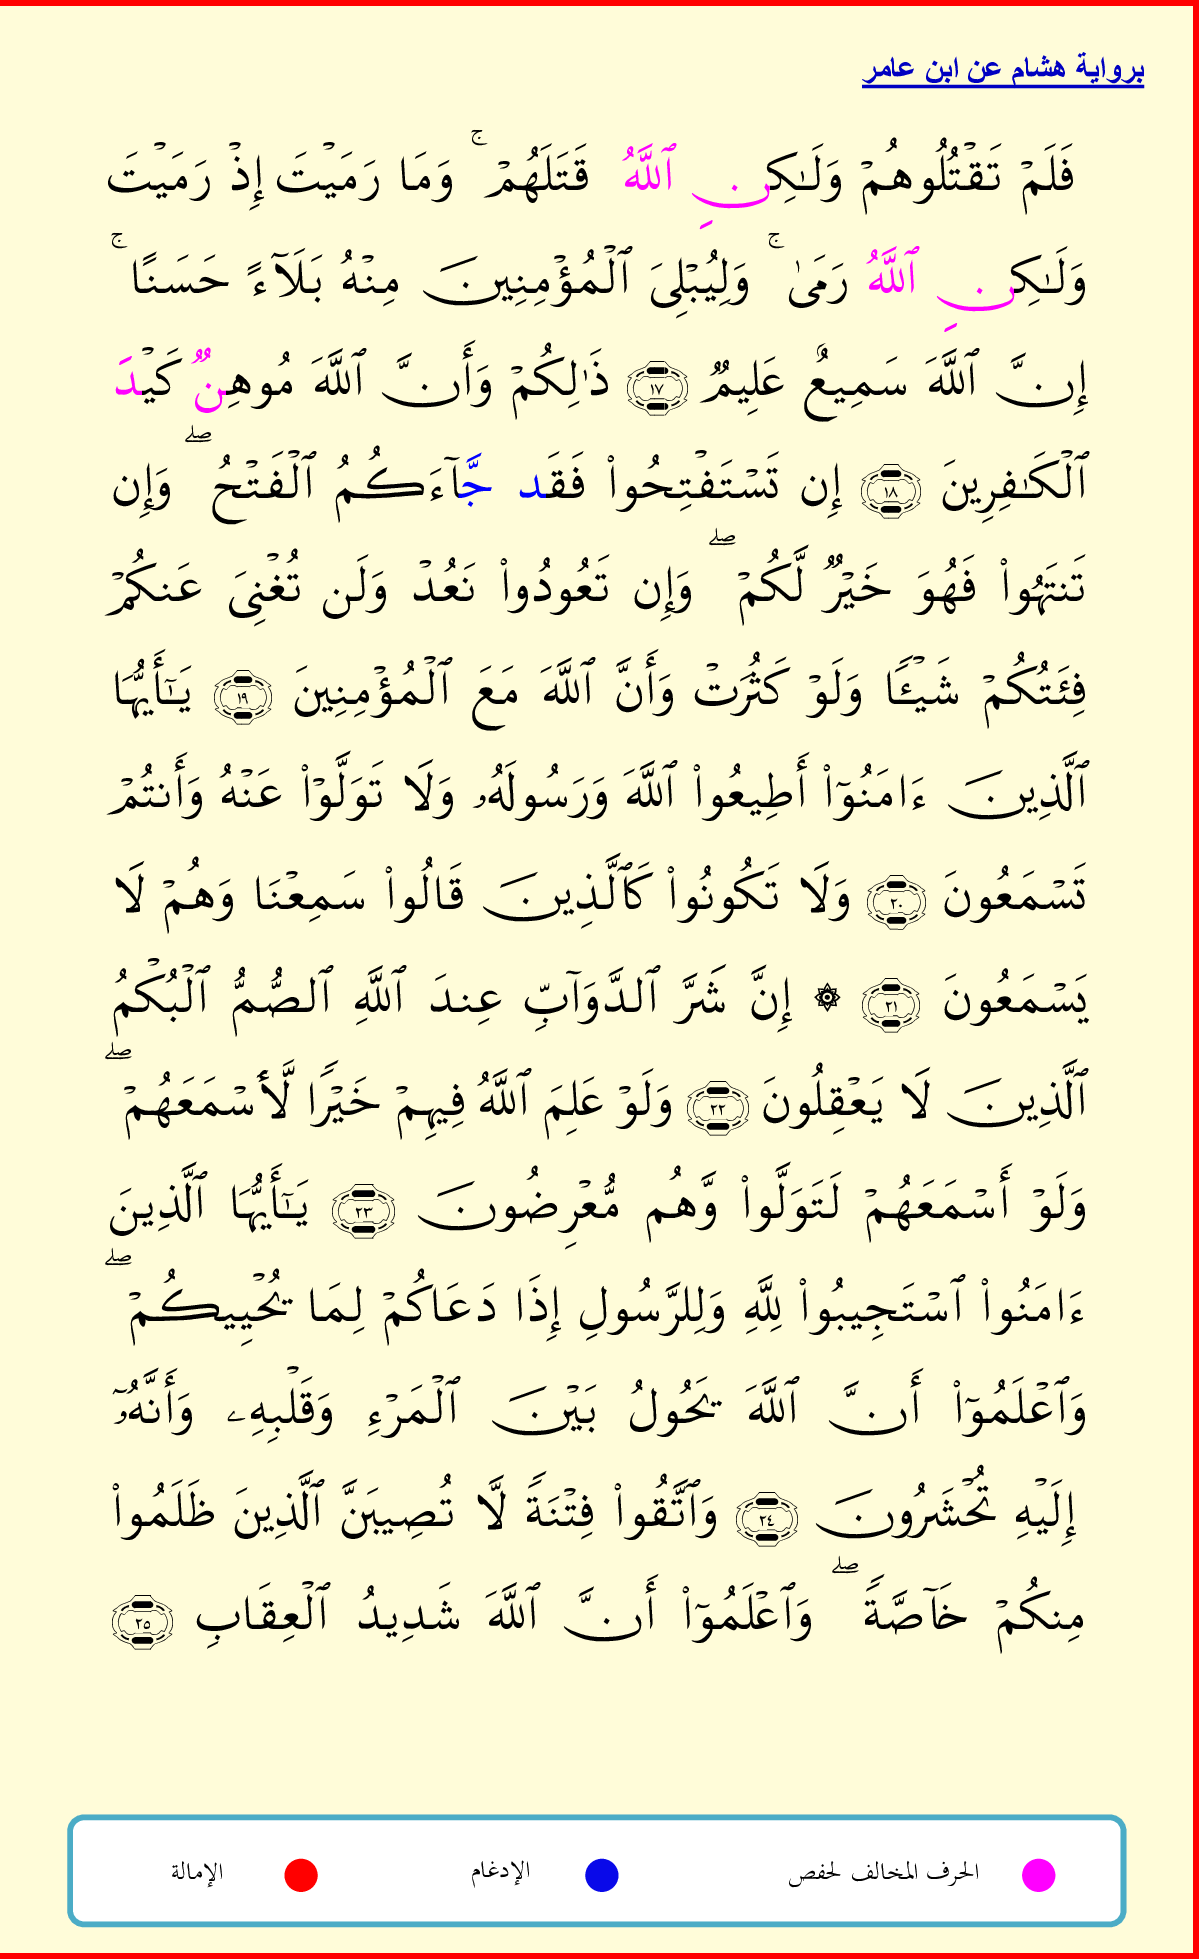 برواية هشام عن ابن عامر
فَلَمۡ تَقۡتُلُوهُمۡ وَلَٰكِنِ ٱللَّهُ قَتَلَهُمۡۚ وَمَا رَمَيۡتَ إِذۡ رَمَيۡتَ
وَلَٰكِنِ ٱللَّهُ رَمَىٰۚ وَلِيُبۡلِيَ ٱلۡمُؤۡمِنِينَ مِنۡهُ بَلَآءً حَسَنًاۚ
إِنَّ ٱللَّهَ سَمِيعٌ عَلِيمٞ ١٧ ذَٰلِكُمۡ وَأَنَّ ٱللَّهَ مُوهِنٞ كَيۡدَ
ٱلۡكَٰفِرِينَ ١٨ إِن تَسۡتَفۡتِحُواْ فَقَد جَّآءَكُمُ ٱلۡفَتۡحُۖ وَإِن
تَنتَهُواْ فَهُوَ خَيۡرٞ لَّكُمۡۖ وَإِن تَعُودُواْ نَعُدۡ وَلَن تُغۡنِيَ عَنكُمۡ
فِئَتُكُمۡ شَيۡـٔٗا وَلَوۡ كَثُرَتۡ وَأَنَّ ٱللَّهَ مَعَ ٱلۡمُؤۡمِنِينَ ١٩ يَٰٓأَيُّهَا
ٱلَّذِينَ ءَامَنُوٓاْ أَطِيعُواْ ٱللَّهَ وَرَسُولَهُۥ وَلَا تَوَلَّوۡاْ عَنۡهُ وَأَنتُمۡ
تَسۡمَعُونَ ٢٠ وَلَا تَكُونُواْ كَٱلَّذِينَ قَالُواْ سَمِعۡنَا وَهُمۡ لَا
يَسۡمَعُونَ ٢١ ۞ إِنَّ شَرَّ ٱلدَّوَآبِّ عِندَ ٱللَّهِ ٱلصُّمُّ ٱلۡبُكۡمُ
ٱلَّذِينَ لَا يَعۡقِلُونَ ٢٢ وَلَوۡ عَلِمَ ٱللَّهُ فِيهِمۡ خَيۡرٗا لَّأَسۡمَعَهُمۡۖ
وَلَوۡ أَسۡمَعَهُمۡ لَتَوَلَّواْ وَّهُم مُّعۡرِضُونَ ٢٣ يَٰٓأَيُّهَا ٱلَّذِينَ
ءَامَنُواْ ٱسۡتَجِيبُواْ لِلَّهِ وَلِلرَّسُولِ إِذَا دَعَاكُمۡ لِمَا يُحۡيِيكُمۡۖ
وَٱعۡلَمُوٓاْ أَنَّ ٱللَّهَ يَحُولُ بَيۡنَ ٱلۡمَرۡءِ وَقَلۡبِهِۦ وَأَنَّهُۥٓ
إِلَيۡهِ تُحۡشَرُونَ ٢٤ وَٱتَّقُواْ فِتۡنَةٗ لَّا تُصِيبَنَّ ٱلَّذِينَ ظَلَمُواْ
مِنكُمۡ خَآصَّةٗۖ وَٱعۡلَمُوٓاْ أَنَّ ٱللَّهَ شَدِيدُ ٱلۡعِقَابِ ٢٥
الحرف المخالف لحفص الإدغام الإمالة